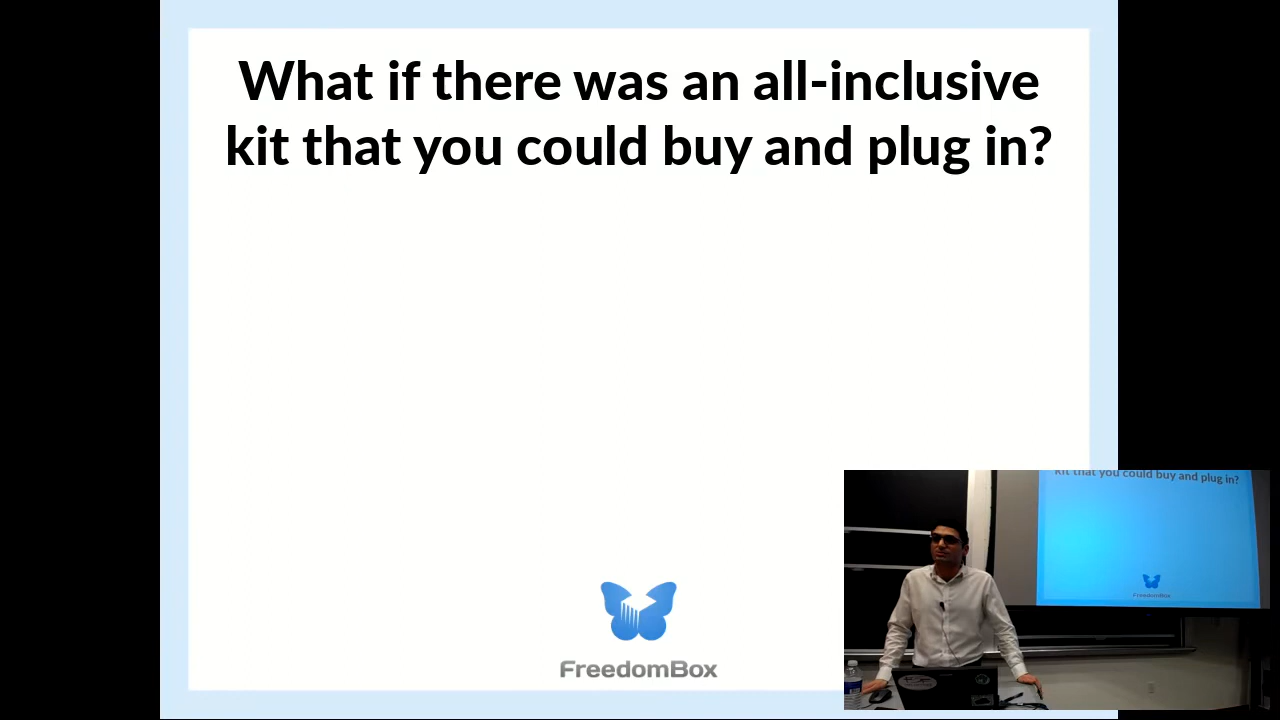 What if there was an all-inclusive
kit that you could buy and plug in?
FreedomBox
kit that you could buy and plug in?
FreedomBox